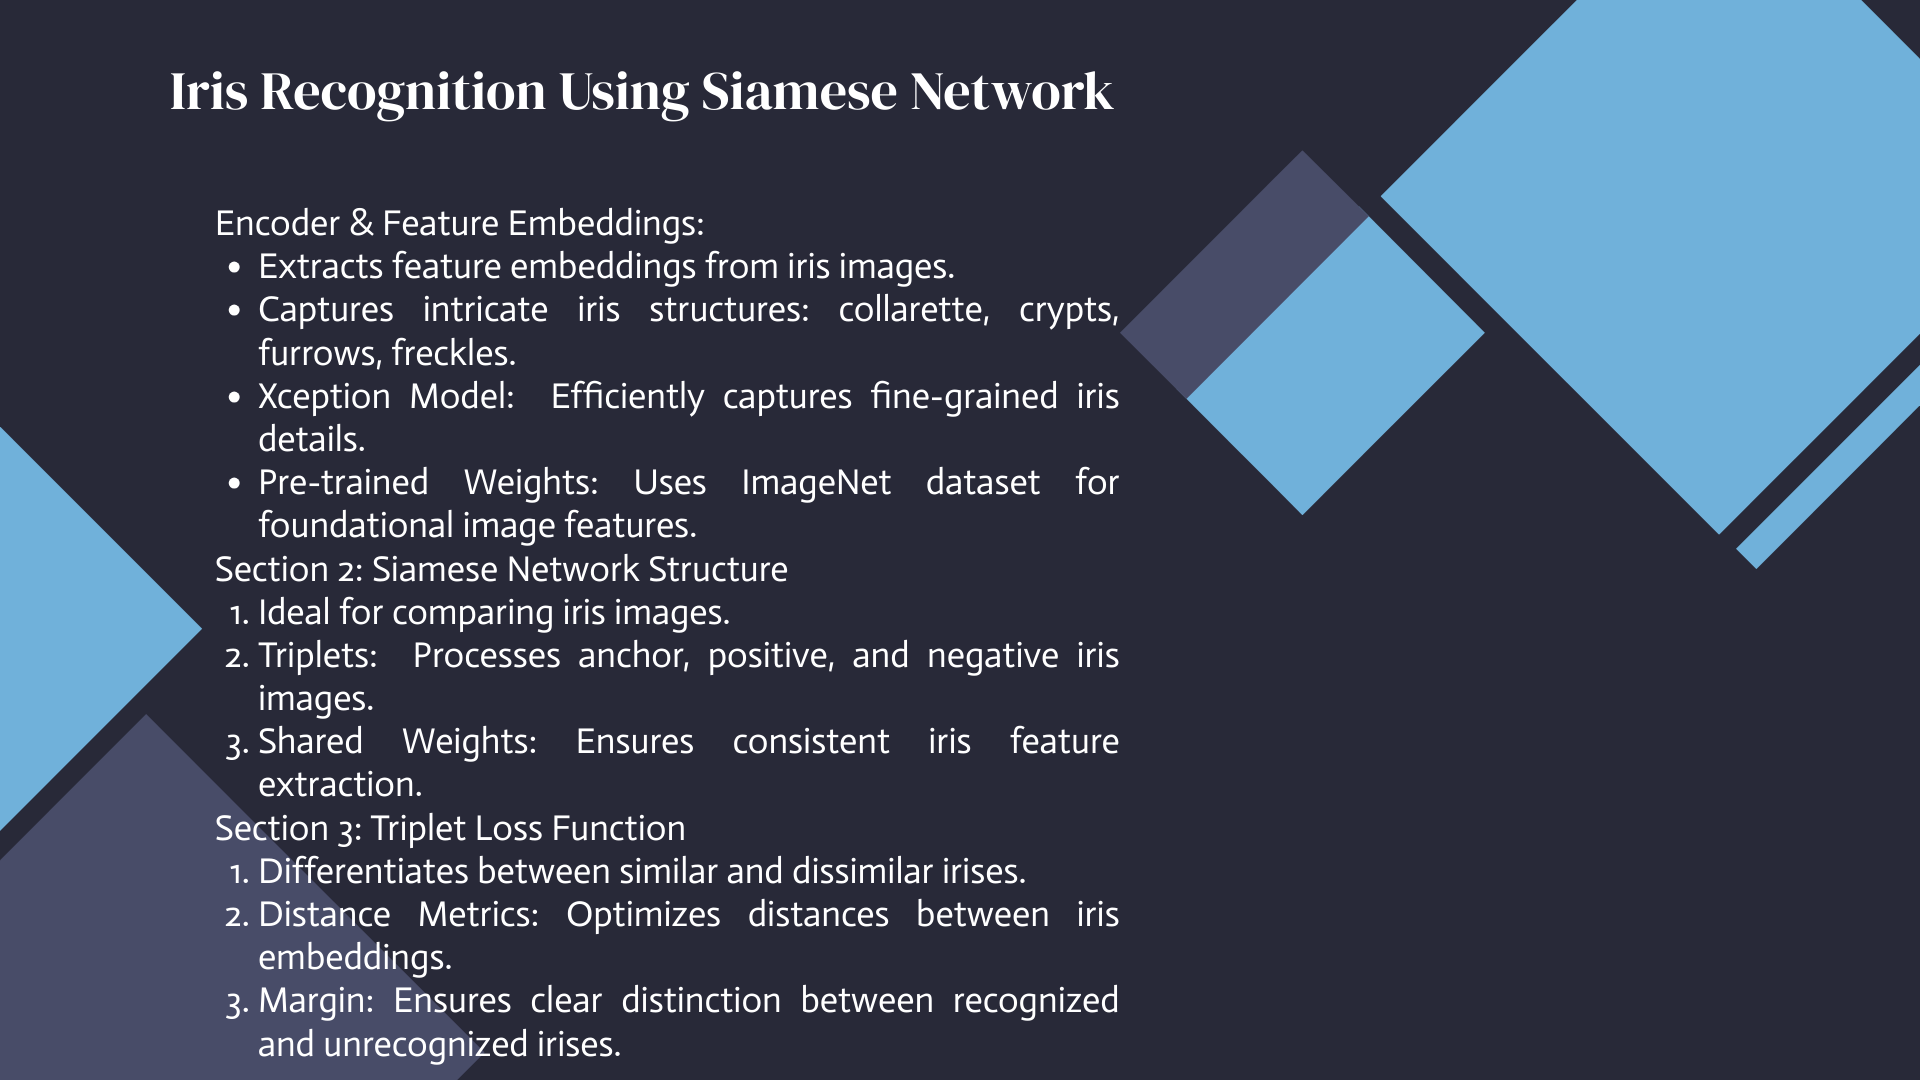 Iris Recognition Using Siamese Network
Encoder & Feature Embeddings:
• Extracts feature embeddings from iris images.
• Captures intricate iris structures: collarette, crypts,
furrows, freckles.
• Xception Model: Efficiently captures fine-grained iris
details.
• Pre-trained Weights: Uses ImageNet dataset for
foundational image features.
Section 2: Siamese Network Structure
1. Ideal for comparing iris images.
2. Triplets: Processes anchor, positive, and negative iris
images.
3. Shared Weights: Ensures consistent iris feature
extraction.
Section 3: Triplet Loss Function
1. Differentiates between similar and dissimilar irises.
2. Distance Metrics: Optimizes distances between iris
embeddings.
3. Margin: Ensures clear distinction between recognized
and unrecognized irises.